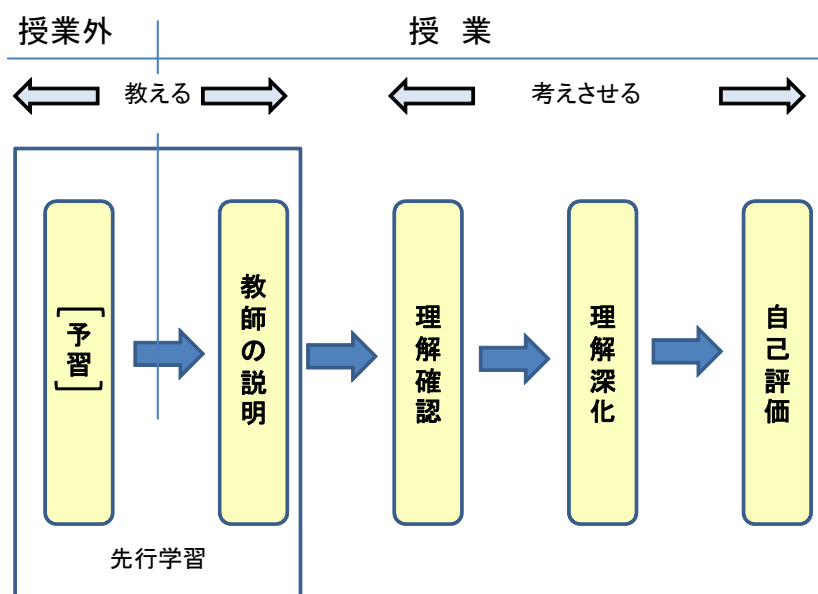 授業外
授 業
教える
考えさせる
[予習]
教師の説明
理解確認
理解深化
自己評価
先行学習